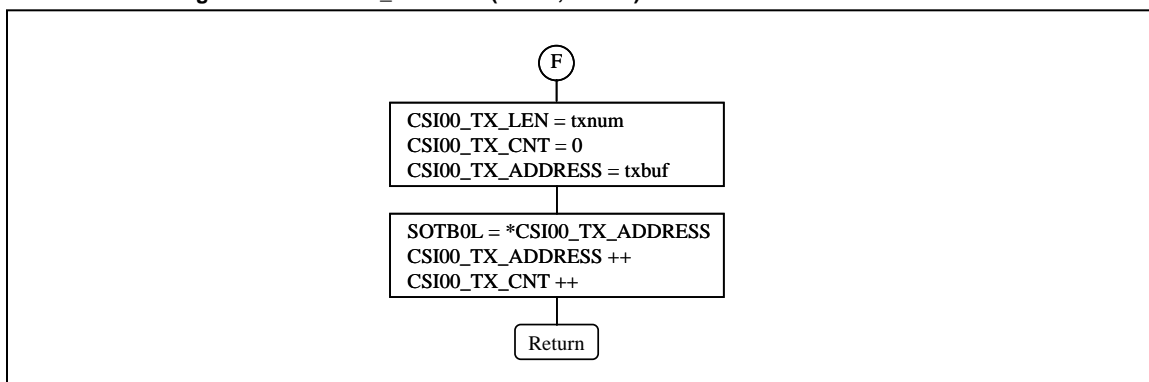 F
CSI00_TX_LEN = txnum
CSI00_TX_CNT = 0
CSI00_TX_ADDRESS = txbuf
SOTB0L = *CSI00_TX_ADDRESS
CSI00_TX_ADDRESS ++
CSI00_TX_CNT ++
Return